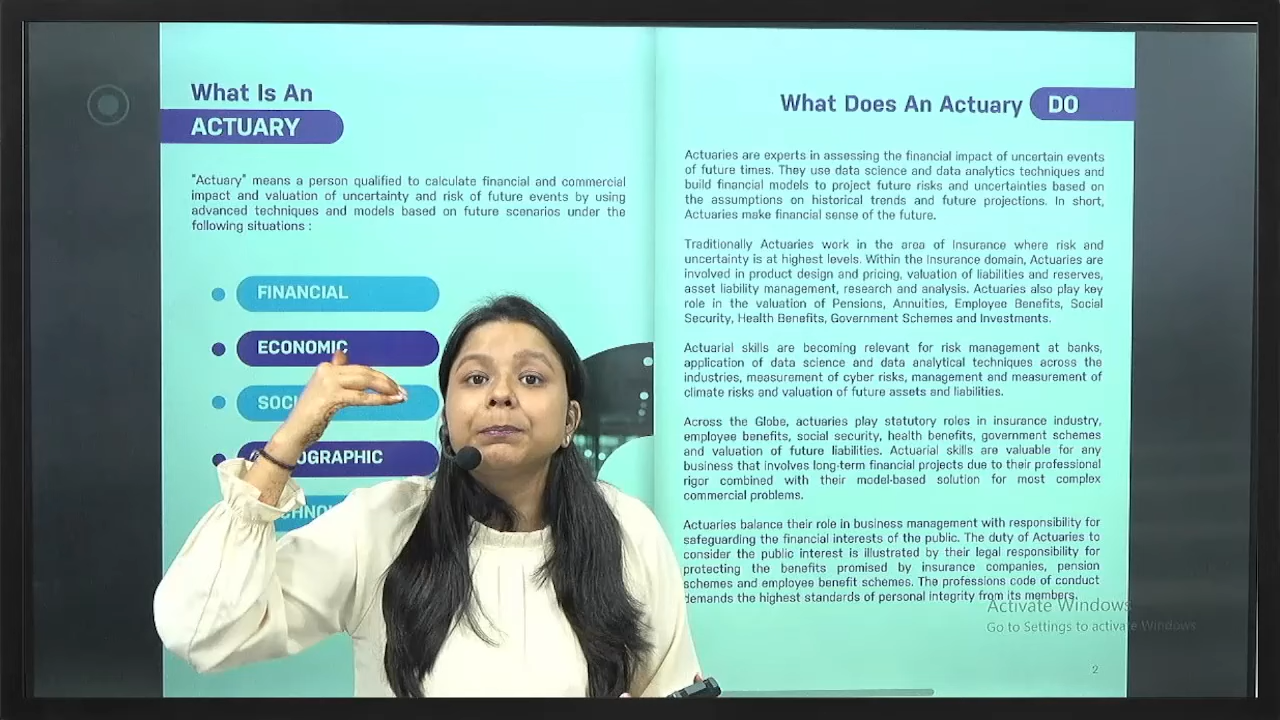 What Is An
ACTUARY
"Actuary" means a person qualified to calculate financial and commercial
impact and valuation of uncertainty and risk of future events by using
advanced techniques and models based on future scenarios under the
following situations :
FINANCIAL
ECONOMIC
What Does An Actuary DO
Actuaries are experts in assessing the financial impact of uncertain events
of future times. They use data science and data analytics techniques and
build financial models to project future risks and uncertainties based on
the assumptions on historical trends and future projections. In short,
Actuaries make financial sense of the future.
Traditionally Actuaries work in the area of Insurance where risk and
uncertainty is at highest levels. Within the Insurance domain, Actuaries are
involved in product design and pricing, valuation of liabilities and reserves,
asset liability management, research and analysis. Actuaries also play key
role in the valuation of Pensions, Annuities, Employee Benefits, Social
Security, Health Benefits, Government Schemes and Investments.
Actuarial skills are becoming relevant for risk management at banks,
application of data science and data analytical techniques across the
industries, measurement of cyber risks, management and measurement of
climate risks and valuation of future assets and liabilities.
Across the Globe, actuaries play statutory roles in insurance industry,
employee benefits, social security, health benefits, government schemes
and valuation of future liabilities. Actuarial skills are valuable for any
business that involves long-term financial projects due to their professional
rigor combined with their model-based solution for most complex
commercial problems.
Actuaries balance their role in business management with responsibility for
safeguarding the financial interests of the public. The duty of Actuaries to
consider the public interest is illustrated by their legal responsibility for
protecting the benefits promised by insurance companies, pension
schemes and employee benefit schemes. The professions code of conduct
demands the highest standards of personal integrity from its members.
Activate Windows
Go to Settings to activate Windows
2